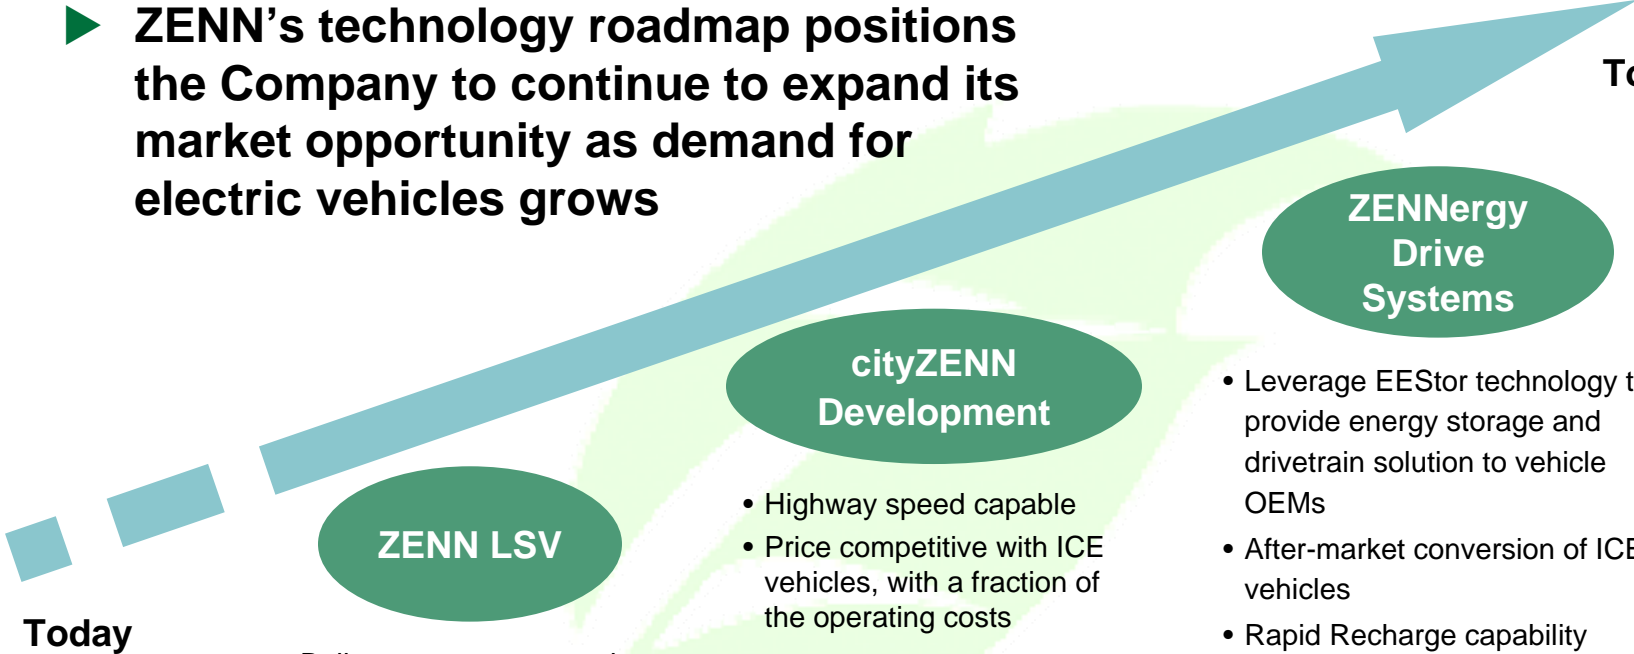 ZENN’s technology roadmap positions
the Company to continue to expand its
market opportunity as demand for
electric vehicles grows
ZENNergy
Drive
Systems
• Leverage EEStor technology
provide energy storage and
drivetrain solution to vehicle
OEMs
• After-market conversion of ICE
vehicles
• Rapid Recharge capability
cityZENN
Development
• Highway speed capable
• Price competitive with ICE
vehicles, with a fraction of
the operating costs
ZENN LSV
Today